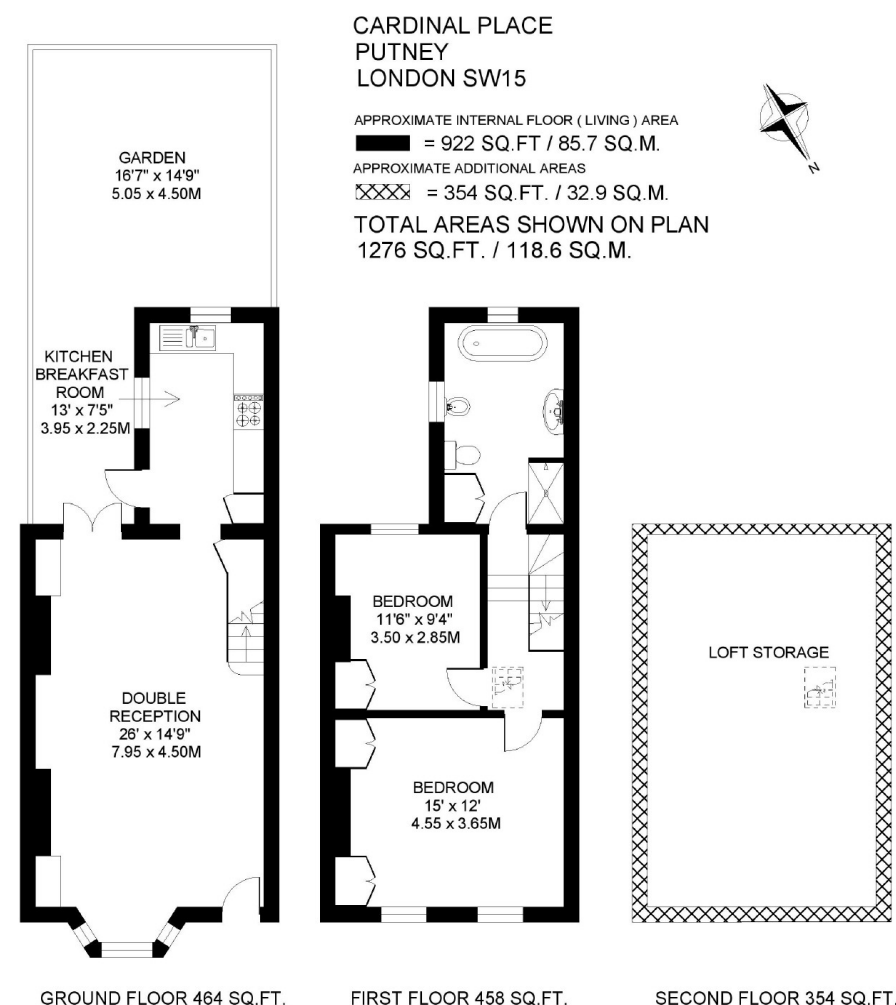 CARDINAL PLACE
PUTNEY
LONDON SW15
APPROXIMATE INTERNAL FLOOR ( LIVING ) AREA
= 922 SQ.FT / 85.7 SQ.M.
APPROXIMATE ADDITIONAL AREAS
= 354 SQ.FT. / 32.9 SQ.M.
TOTAL AREAS SHOWN ON PLAN
1276 SQ.FT. / 118.6 SQ.M.
N
GARDEN
16'7" x 14'9"
5.05 x 4.50M
KITCHEN
BREAKFAST
ROOM
13' x 7'5"
3.95 x 2.25M
DOUBLE
RECEPTION
26' x 14'9"
7.95 x 4.50M
BEDROOM
11'6" x 9'4"
3.50 x 2.85M
BEDROOM
15' x 12'
4.55 x 3.65M
LOFT STORAGE
GROUND FLOOR 464 SQ.FT.
FIRST FLOOR 458 SQ.FT.
SECOND FLOOR 354 SQ.FT